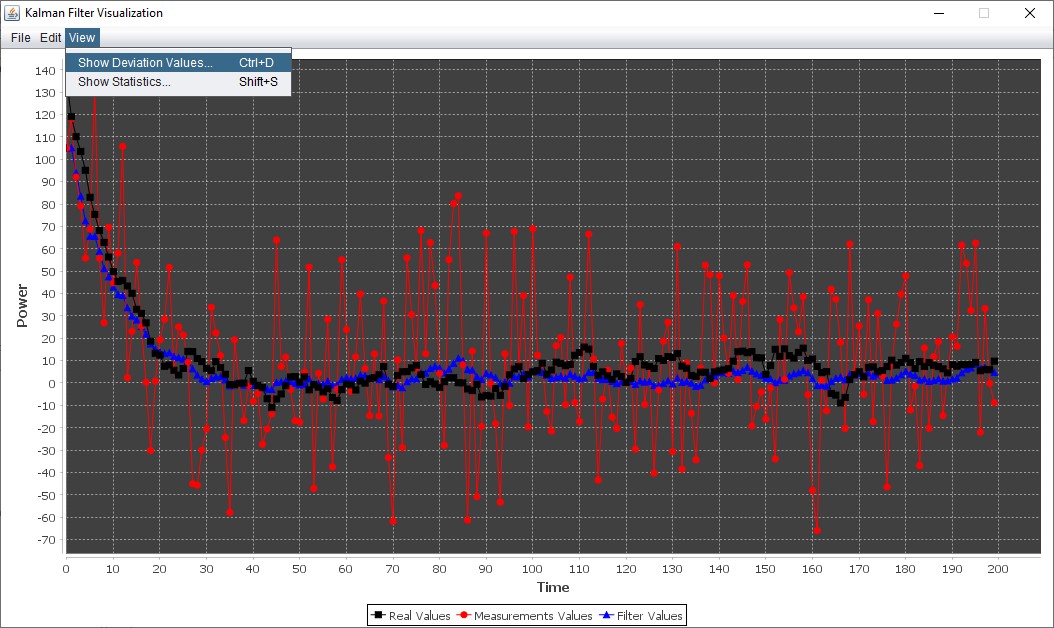 Kalman Filter Visualization
File Edit View
Show Deviation Values... Ctrl+D
Show Statistics... Shift+S
140
130
120
110
100
90
80
70
60
50
40
30
20
10
0
-10
-20
-30
-40
-50
-60
-70
Power
0 10 20 30 40 50 60 70 80 90 100 110 120 130 140 150 160 170 180 190 200
Time
Real Values Measurements Values Filter Values